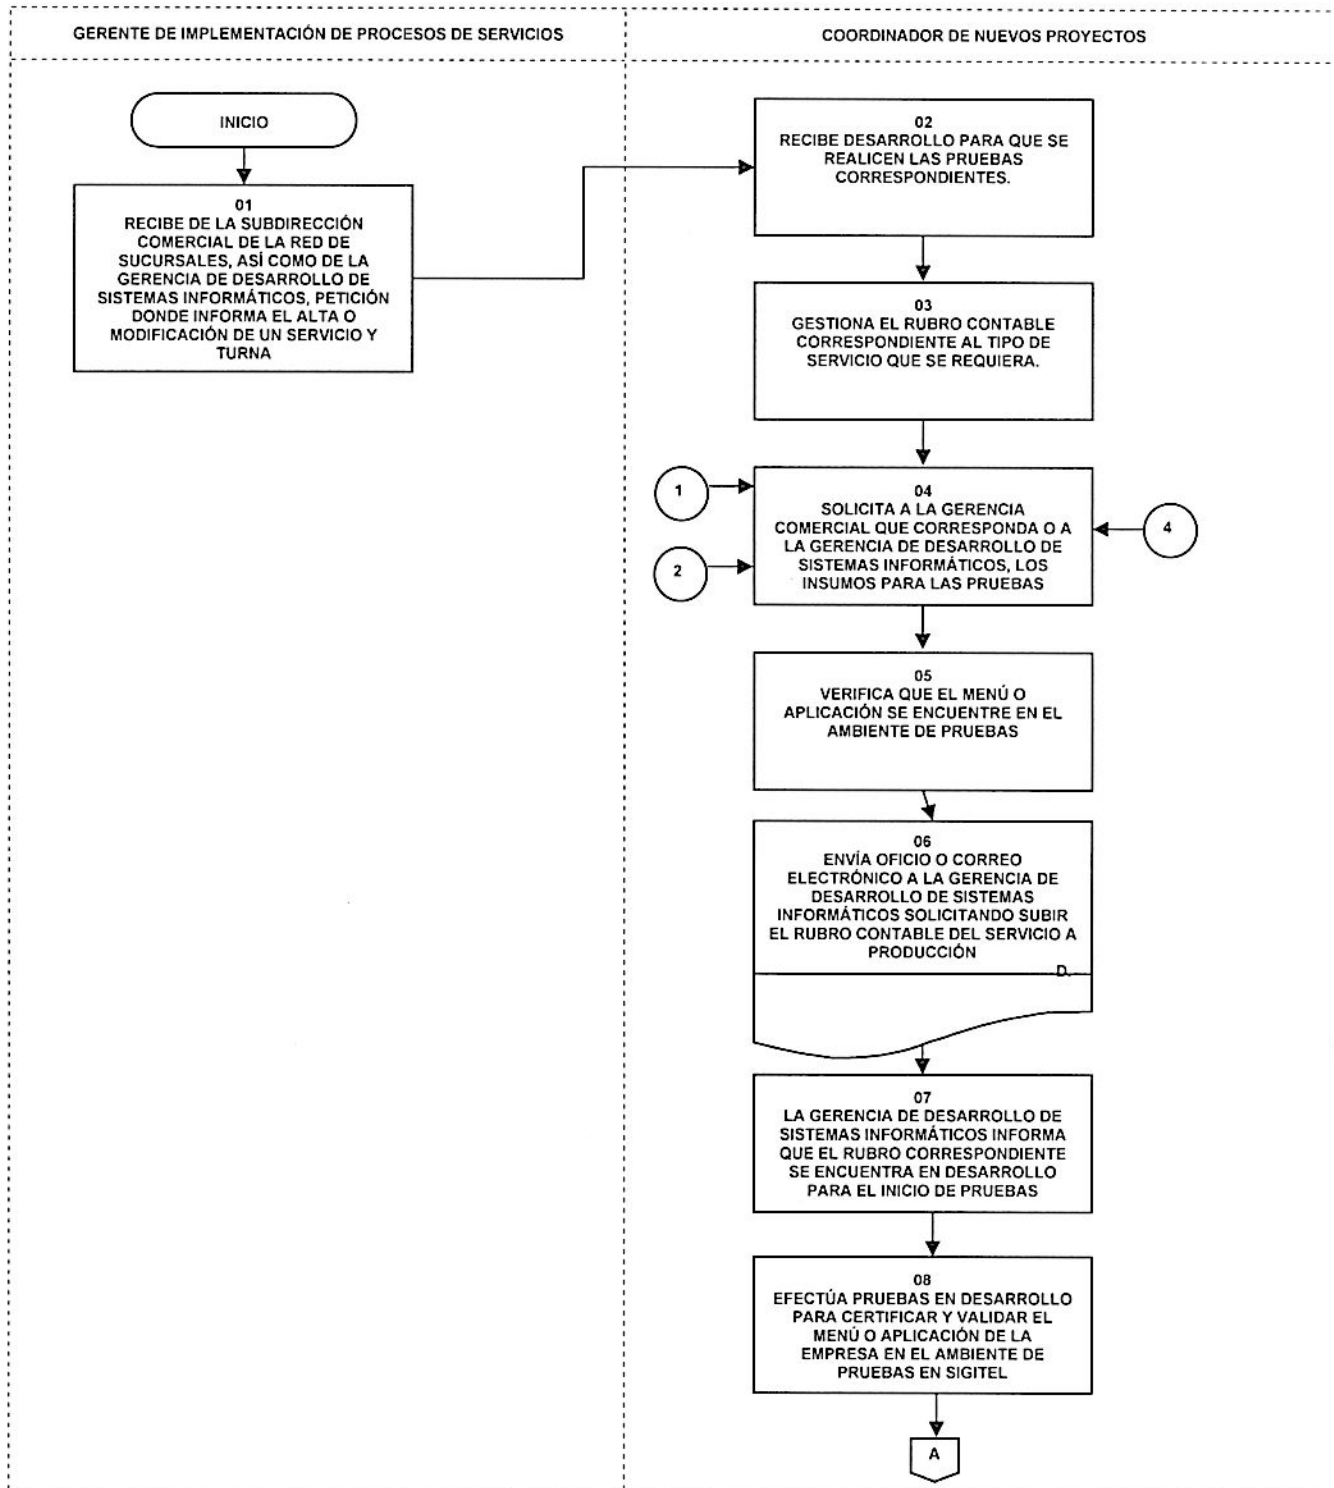 GERENTE DE IMPLEMENTACIÓN DE PROCESOS DE SERVICIOS
COORDINADOR DE NUEVOS PROYECTOS
INICIO
01
RECIBE DE LA SUBDIRECCIÓN
COMERCIAL DE LA RED DE
SUCURSALES, ASÍ COMO DE LA
GERENCIA DE DESARROLLO DE
SISTEMAS INFORMÁTICOS, PETICIÓN
DONDE INFORMA EL ALTA O
MODIFICACIÓN DE UN SERVICIO Y
TURNA
02
RECIBE DESARROLLO PARA QUE SE
REALICEN LAS PRUEBAS
CORRESPONDIENTES.
03
GESTIONA EL RUBRO CONTABLE
CORRESPONDIENTE AL TIPO DE
SERVICIO QUE SE REQUIERA.
1
2
04
SOLICITA A LA GERENCIA
COMERCIAL QUE CORRESPONDA O A
LA GERENCIA DE DESARROLLO DE
SISTEMAS INFORMÁTICOS, LOS
INSUMOS PARA LAS PRUEBAS
4
05
VERIFICA QUE EL MENÚ O
APLICACIÓN SE ENCUENTRE EN EL
AMBIENTE DE PRUEBAS
06
ENVÍA OFICIO O CORREO
ELECTRÓNICO A LA GERENCIA DE
DESARROLLO DE SISTEMAS
INFORMÁTICOS SOLICITANDO SUBIR
EL RUBRO CONTABLE DEL SERVICIO A
PRODUCCIÓN
D.
07
LA GERENCIA DE DESARROLLO DE
SISTEMAS INFORMÁTICOS INFORMA
QUE EL RUBRO CORRESPONDIENTE
SE ENCUENTRA EN DESARROLLO
PARA EL INICIO DE PRUEBAS
08
EFECTÚA PRUEBAS EN DESARROLLO
PARA CERTIFICAR Y VALIDAR EL
MENÚ O APLICACIÓN DE LA
EMPRESA EN EL AMBIENTE DE
PRUEBAS EN SIGITEL
A